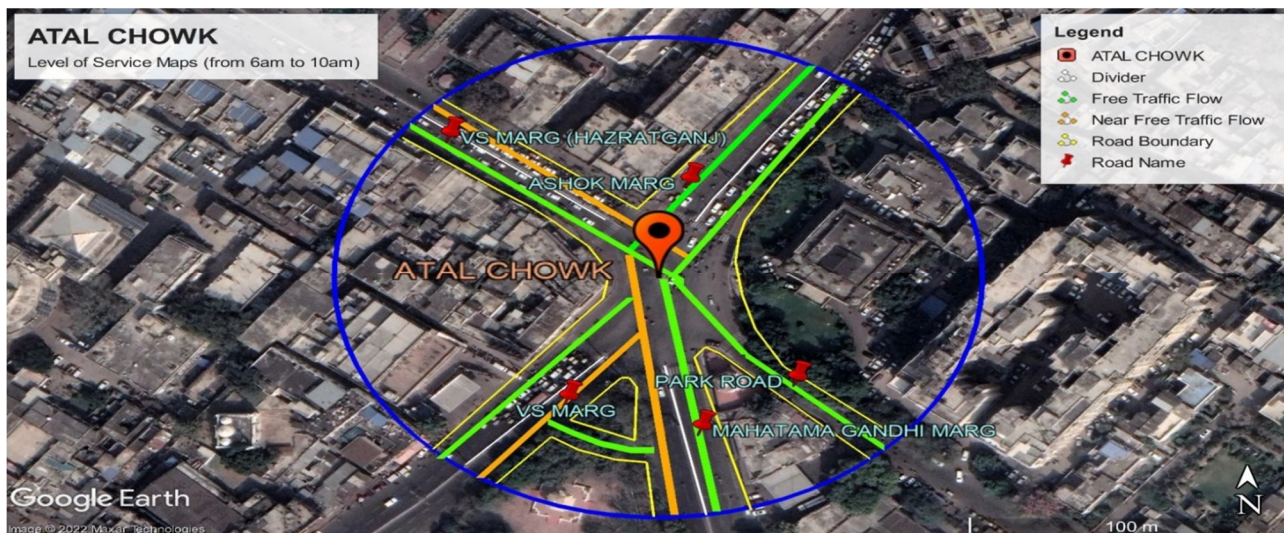 ATAL CHOWK
Level of Service Maps (from 6am to 10am)
Legend
ATAL CHOWK
Divider
Free Traffic Flow
Near Free Traffic Flow
Road Boundary
Road Name
VS MARG (HAZRATGANJ)
ASHOK MARG
ATAL CHOWK
PARK ROAD
VS MARG
MAHATAMA GANDHI MARG
Google Earth
Image © 2022 Maxar Technologies
100 m
N